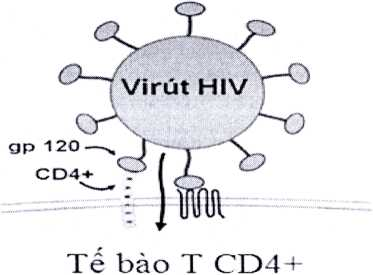 Virút HIV
gp 120
CD4+
Tế bào T CD4+